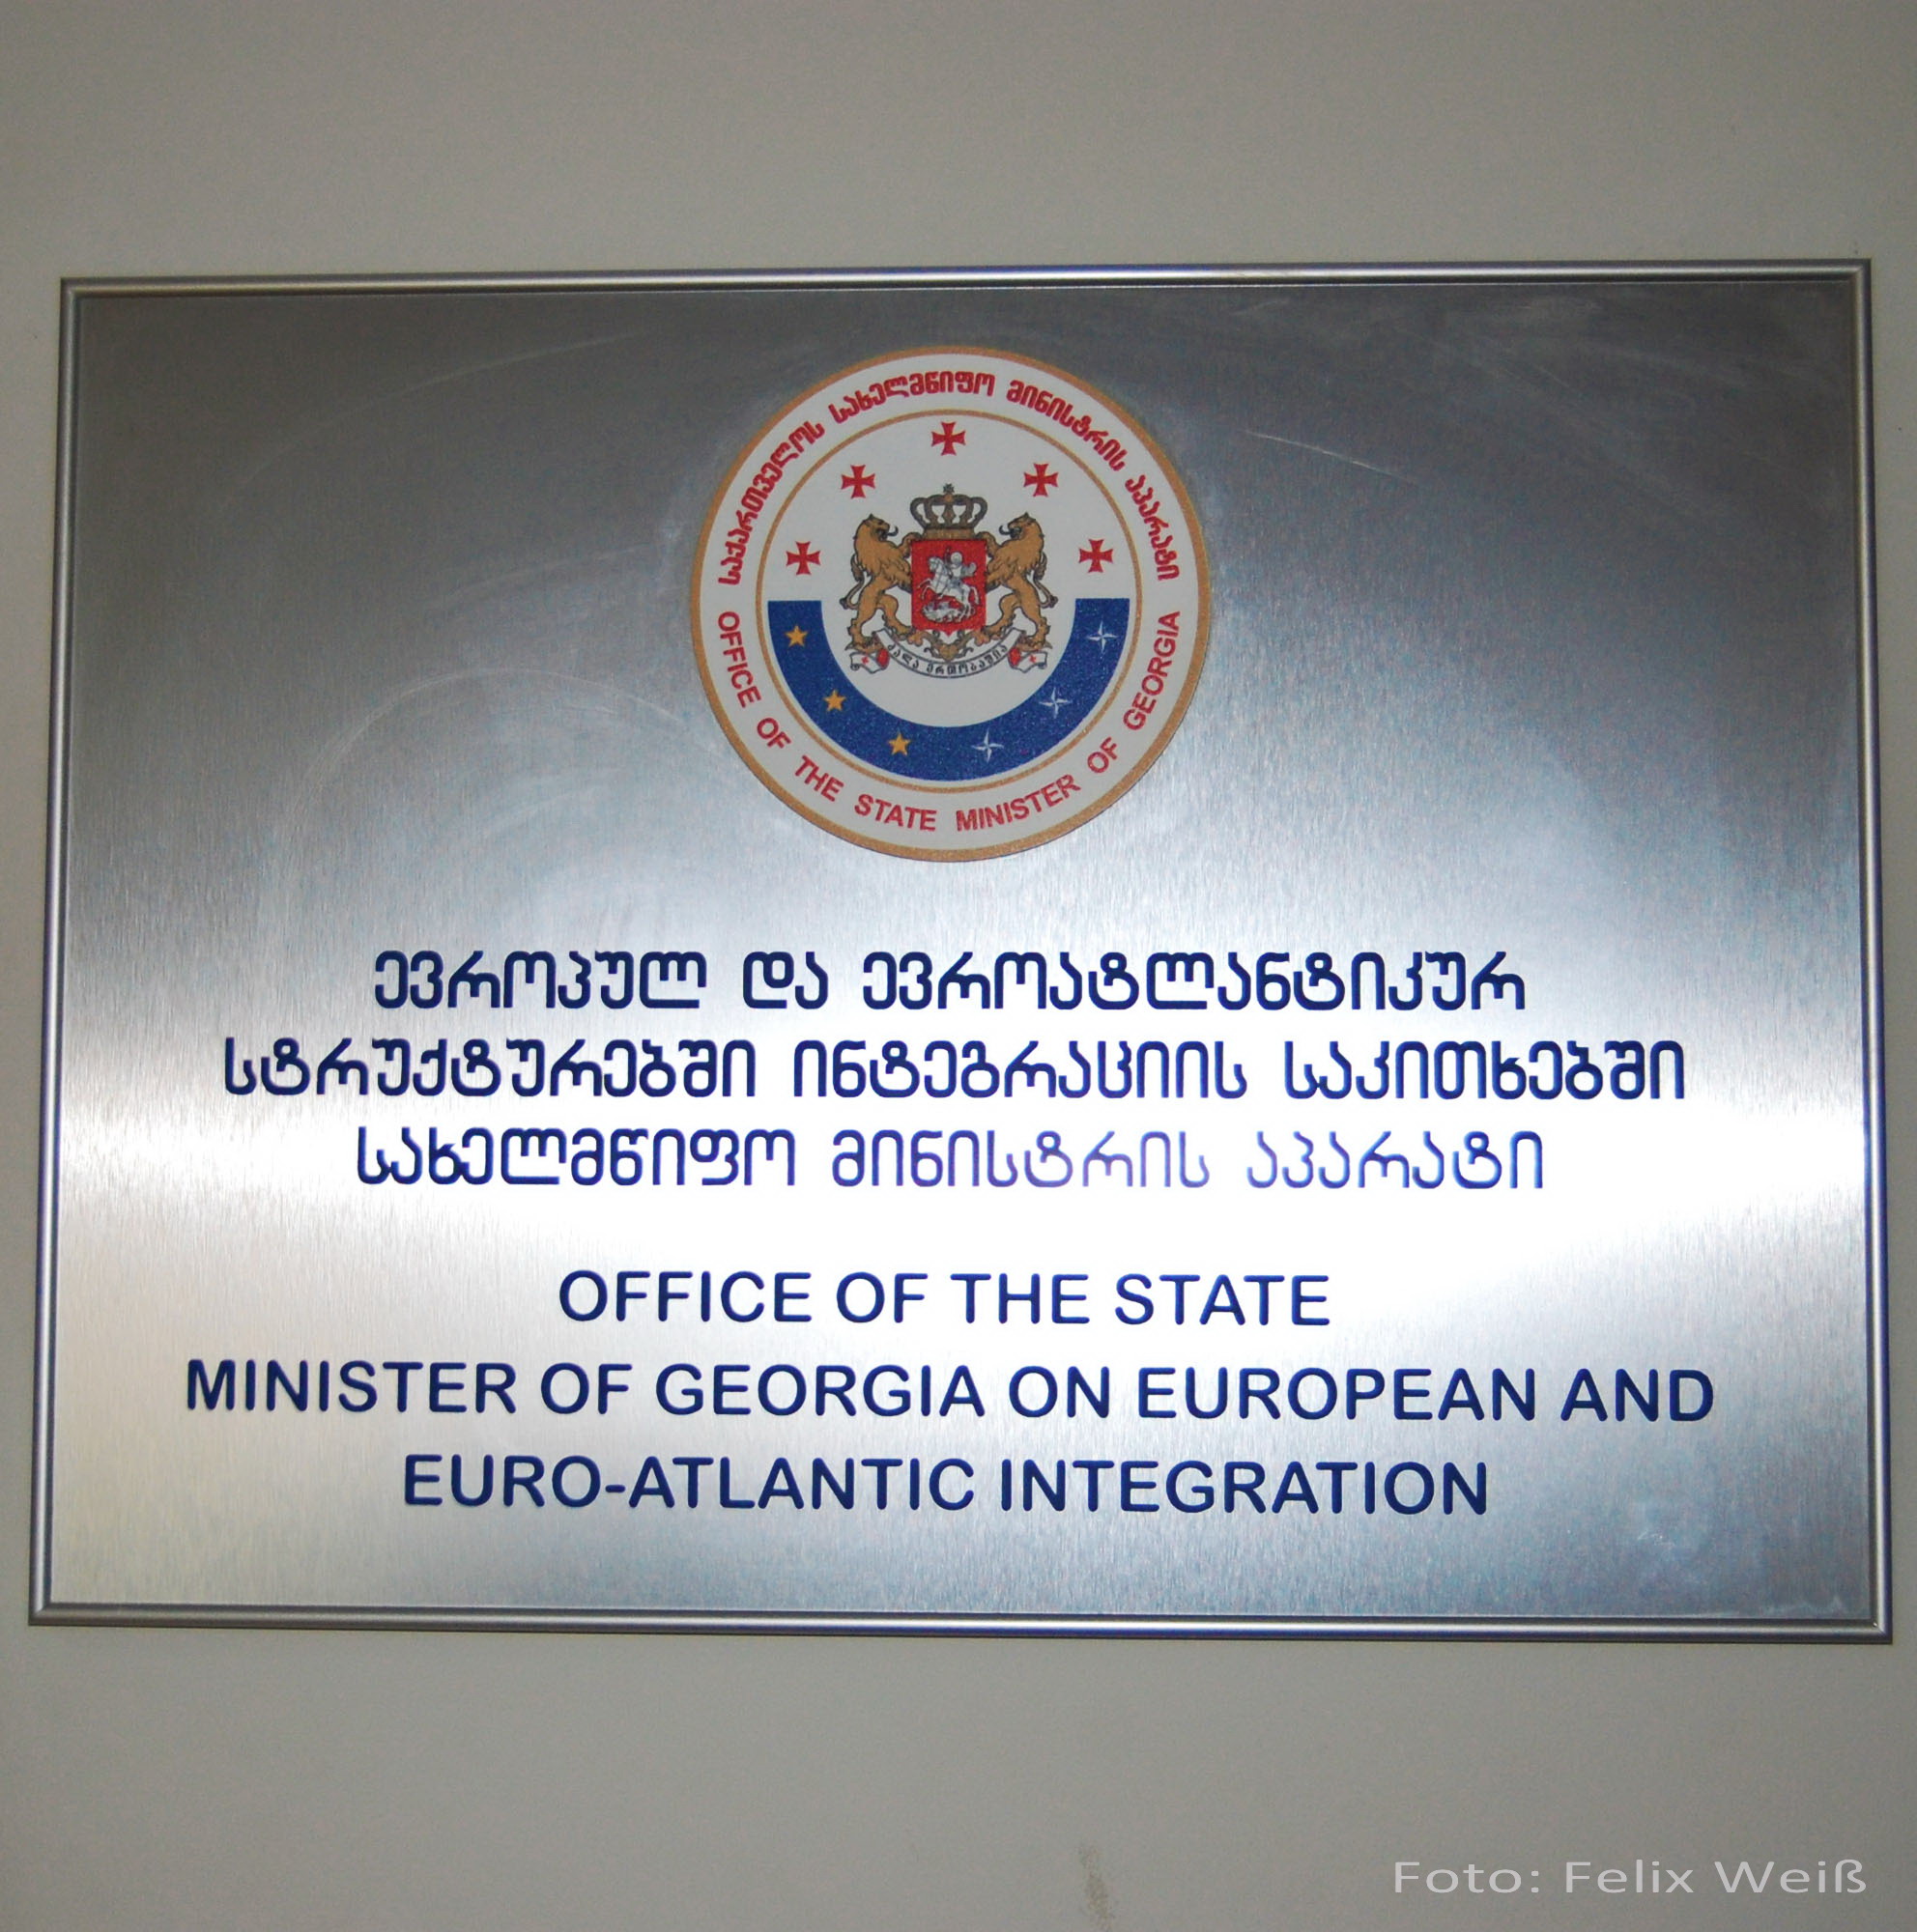 საქართველოს სახელმწიფო მინისტრის აპარატი
OFFICE OF THE STATE MINISTER OF GEORGIA
ძალა ერთობაშია
ევროპულ და ევროატლანტიკურ
სტრუქტურებში ინტეგრაციის საკითხებში
სახელმწიფო მინისტრის აპარატი
OFFICE OF THE STATE
MINISTER OF GEORGIA ON EUROPEAN AND
EURO-ATLANTIC INTEGRATION
Foto: Felix Weiß